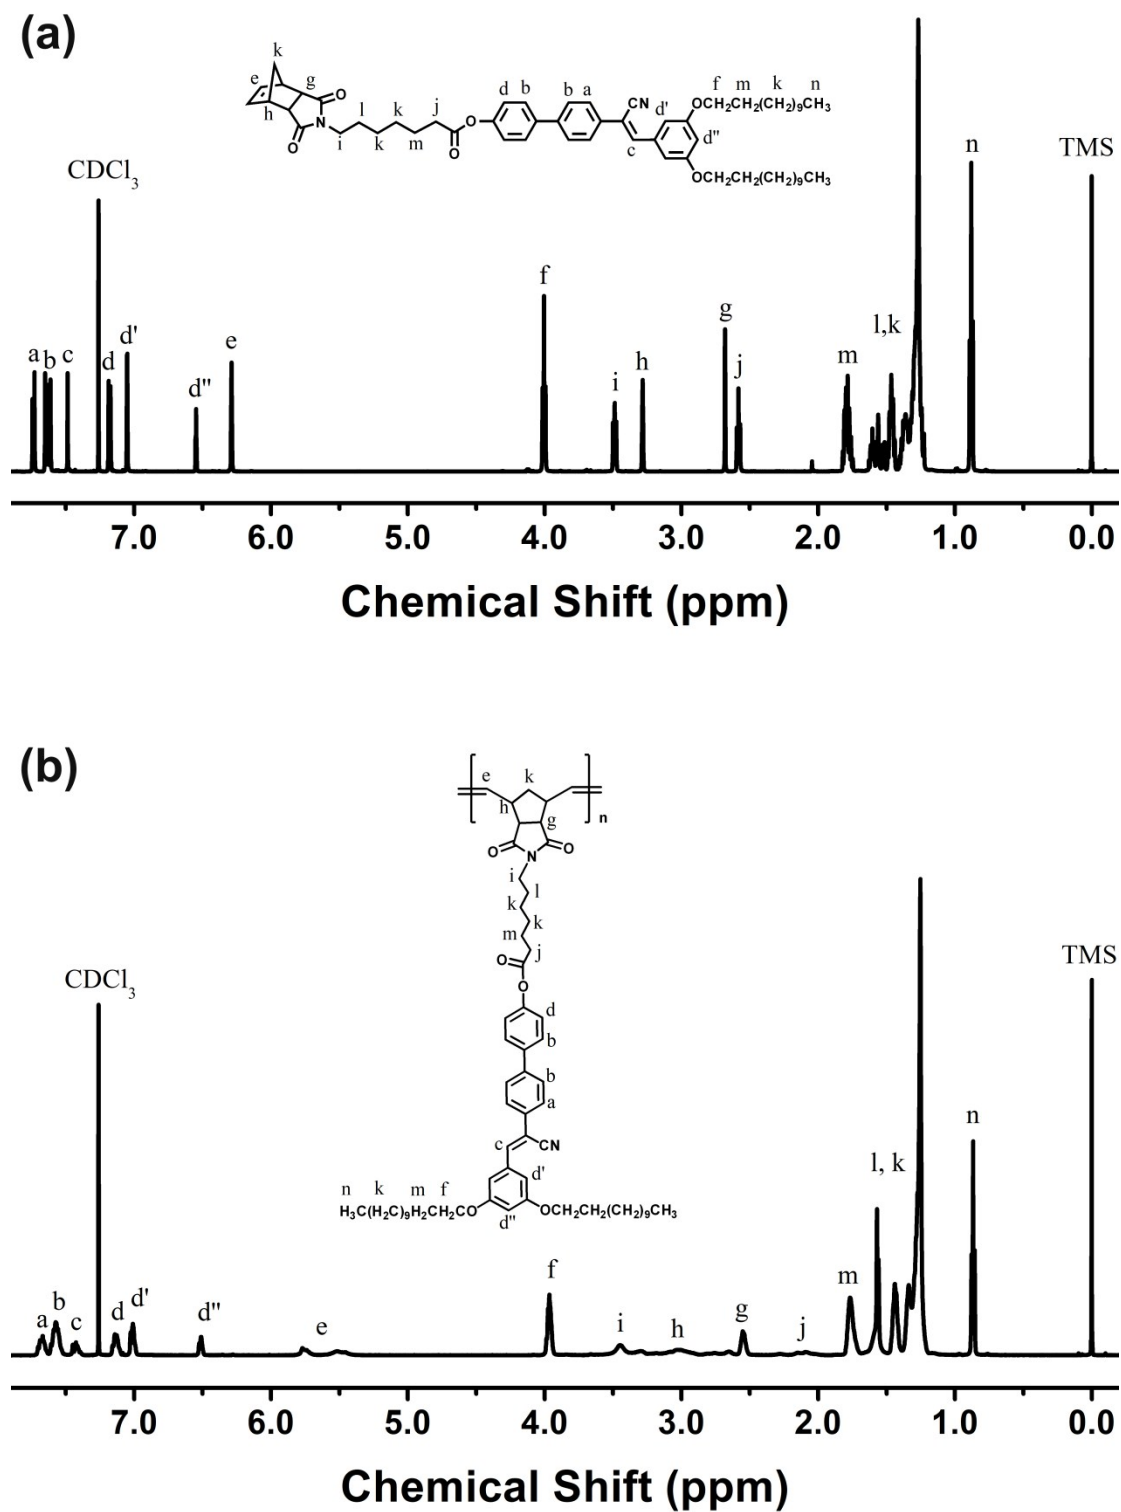 (a)
k
e
g
h
O
O
N
i
l
k
k
m
j
O
O
d
b
b
a
CN
c
d'
d''
f m k n
OCH₂CH₂(CH₂)₉CH₃
OCH₂CH₂(CH₂)₉CH₃
CDCl₃
TMS
a b c d d' d'' e f i h g j m l,k n
7.0 6.0 5.0 4.0 3.0 2.0 1.0 0.0
Chemical Shift (ppm)
(b)
e
k
h
g
n
O
N
O
i
l
k
k
m
j
O
O
d
b
b
a
c
CN
d'
d''
n k m f
H₃C(H₂C)₉H₂CH₂CO
OCH₂CH₂(CH₂)₉CH₃
CDCl₃
TMS
a b c d d' d'' e f i h g j m l, k n
7.0 6.0 5.0 4.0 3.0 2.0 1.0 0.0
Chemical Shift (ppm)